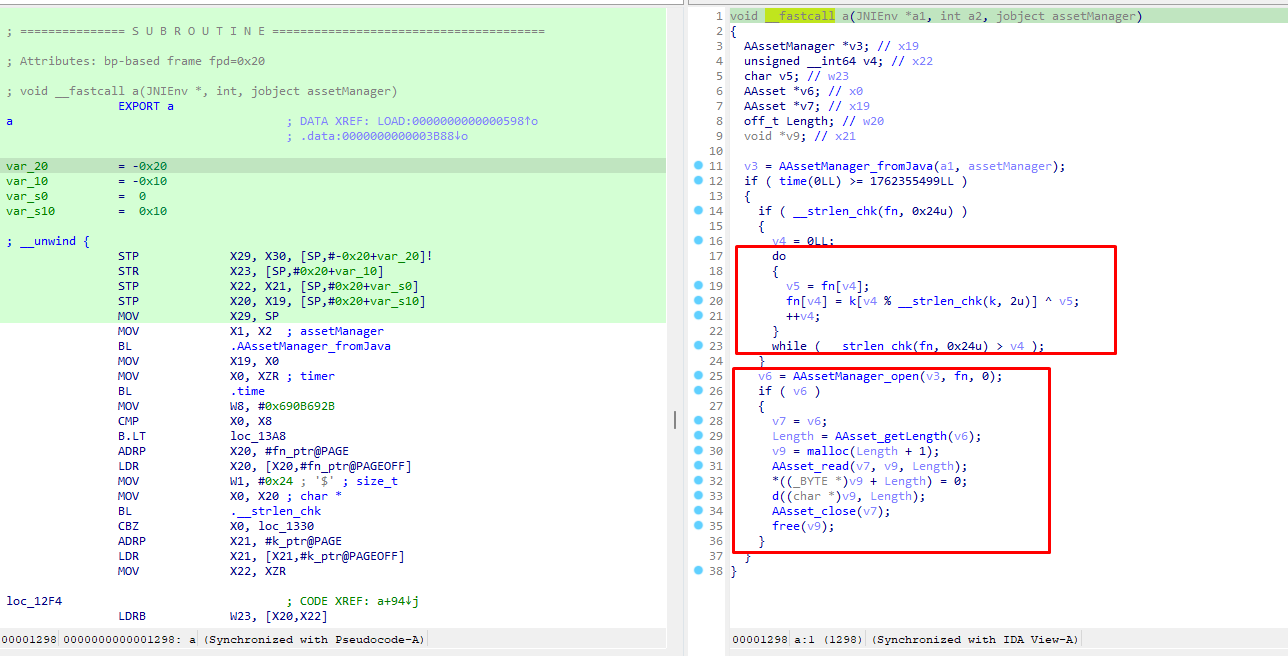 ; =============== S U B R O U T I N E =======================================
; Attributes: bp-based frame fpd=0x20
; void __fastcall a(JNIEnv *, int, jobject assetManager)
EXPORT a
a ; DATA XREF: LOAD:0000000000000598↑o
; .data:0000000000003B88↓o
var_20 = -0x20
var_10 = -0x10
var_s0 = 0
var_s10 = 0x10
; __unwind {
STP X29, X30, [SP,#-0x20+var_20]!
STR X23, [SP,#0x20+var_10]
STP X22, X21, [SP,#0x20+var_s0]
STP X20, X19, [SP,#0x20+var_s10]
MOV X29, SP
MOV X1, X2 ; assetManager
BL .AAssetManager_fromJava
MOV X19, X0
MOV X0, XZR ; timer
BL .time
MOV W8, #0x690B692B
CMP X0, X8
B.LT loc_13A8
ADRP X20, #fn_ptr@PAGE
LDR X20, [X20,#fn_ptr@PAGEOFF]
MOV W1, #0x24 ; '$' ; size_t
MOV X0, X20 ; char *
BL .__strlen_chk
CBZ X0, loc_1330
ADRP X21, #k_ptr@PAGE
LDR X21, [X21,#k_ptr@PAGEOFF]
MOV X22, XZR
loc_12F4 ; CODE XREF: a+94↓j
LDRB W23, [X20,X22]
00001298 0000000000001298: a (Synchronized with Pseudocode-A)
1 void __fastcall a(JNIEnv *a1, int a2, jobject assetManager)
2 {
3 AAssetManager *v3; // x19
4 unsigned __int64 v4; // x22
5 char v5; // w23
6 AAsset *v6; // x0
7 AAsset *v7; // x19
8 off_t Length; // w20
9 void *v9; // x21
10
11 v3 = AAssetManager_fromJava(a1, assetManager);
12 if ( time(0LL) >= 1762355499LL )
13 {
14 if ( __strlen_chk(fn, 0x24u) )
15 {
16 v4 = 0LL;
17 do
18 {
19 v5 = fn[v4];
20 fn[v4] = k[v4 % __strlen_chk(k, 2u)] ^ v5;
21 ++v4;
22 }
23 while ( __strlen_chk(fn, 0x24u) > v4 );
24 }
25 v6 = AAssetManager_open(v3, fn, 0);
26 if ( v6 )
27 {
28 v7 = v6;
29 Length = AAsset_getLength(v6);
30 v9 = malloc(Length + 1);
31 AAsset_read(v7, v9, Length);
32 *((_BYTE *)v9 + Length) = 0;
33 d((char *)v9, Length);
34 AAsset_close(v7);
35 free(v9);
36 }
37 }
38 }
00001298 a:1 (1298) (Synchronized with IDA View-A)